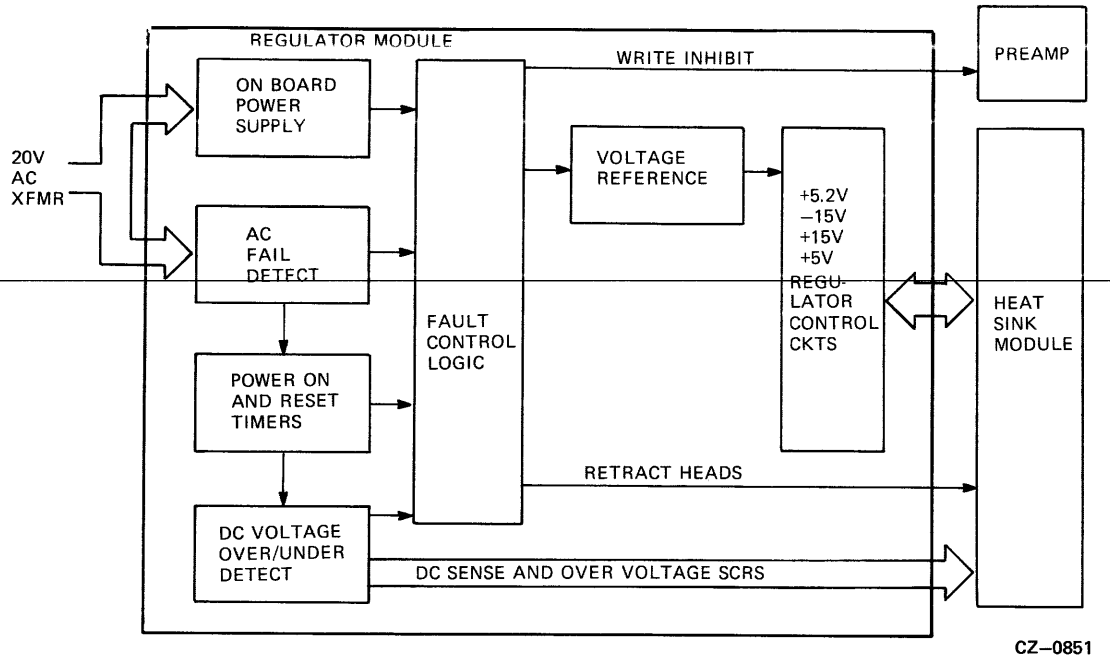 REGULATOR MODULE
WRITE INHIBIT
PREAMP
ON BOARD
POWER
SUPPLY
20V
AC
XFMR
VOLTAGE
REFERENCE
+5.2V
–15V
+15V
+5V
REGU-
LATOR
CONTROL
CKTS
AC
FAIL
DETECT
FAULT
CONTROL
LOGIC
HEAT
SINK
MODULE
POWER ON
AND RESET
TIMERS
RETRACT HEADS
DC VOLTAGE
OVER/UNDER
DETECT
DC SENSE AND OVER VOLTAGE SCRS
CZ–0851